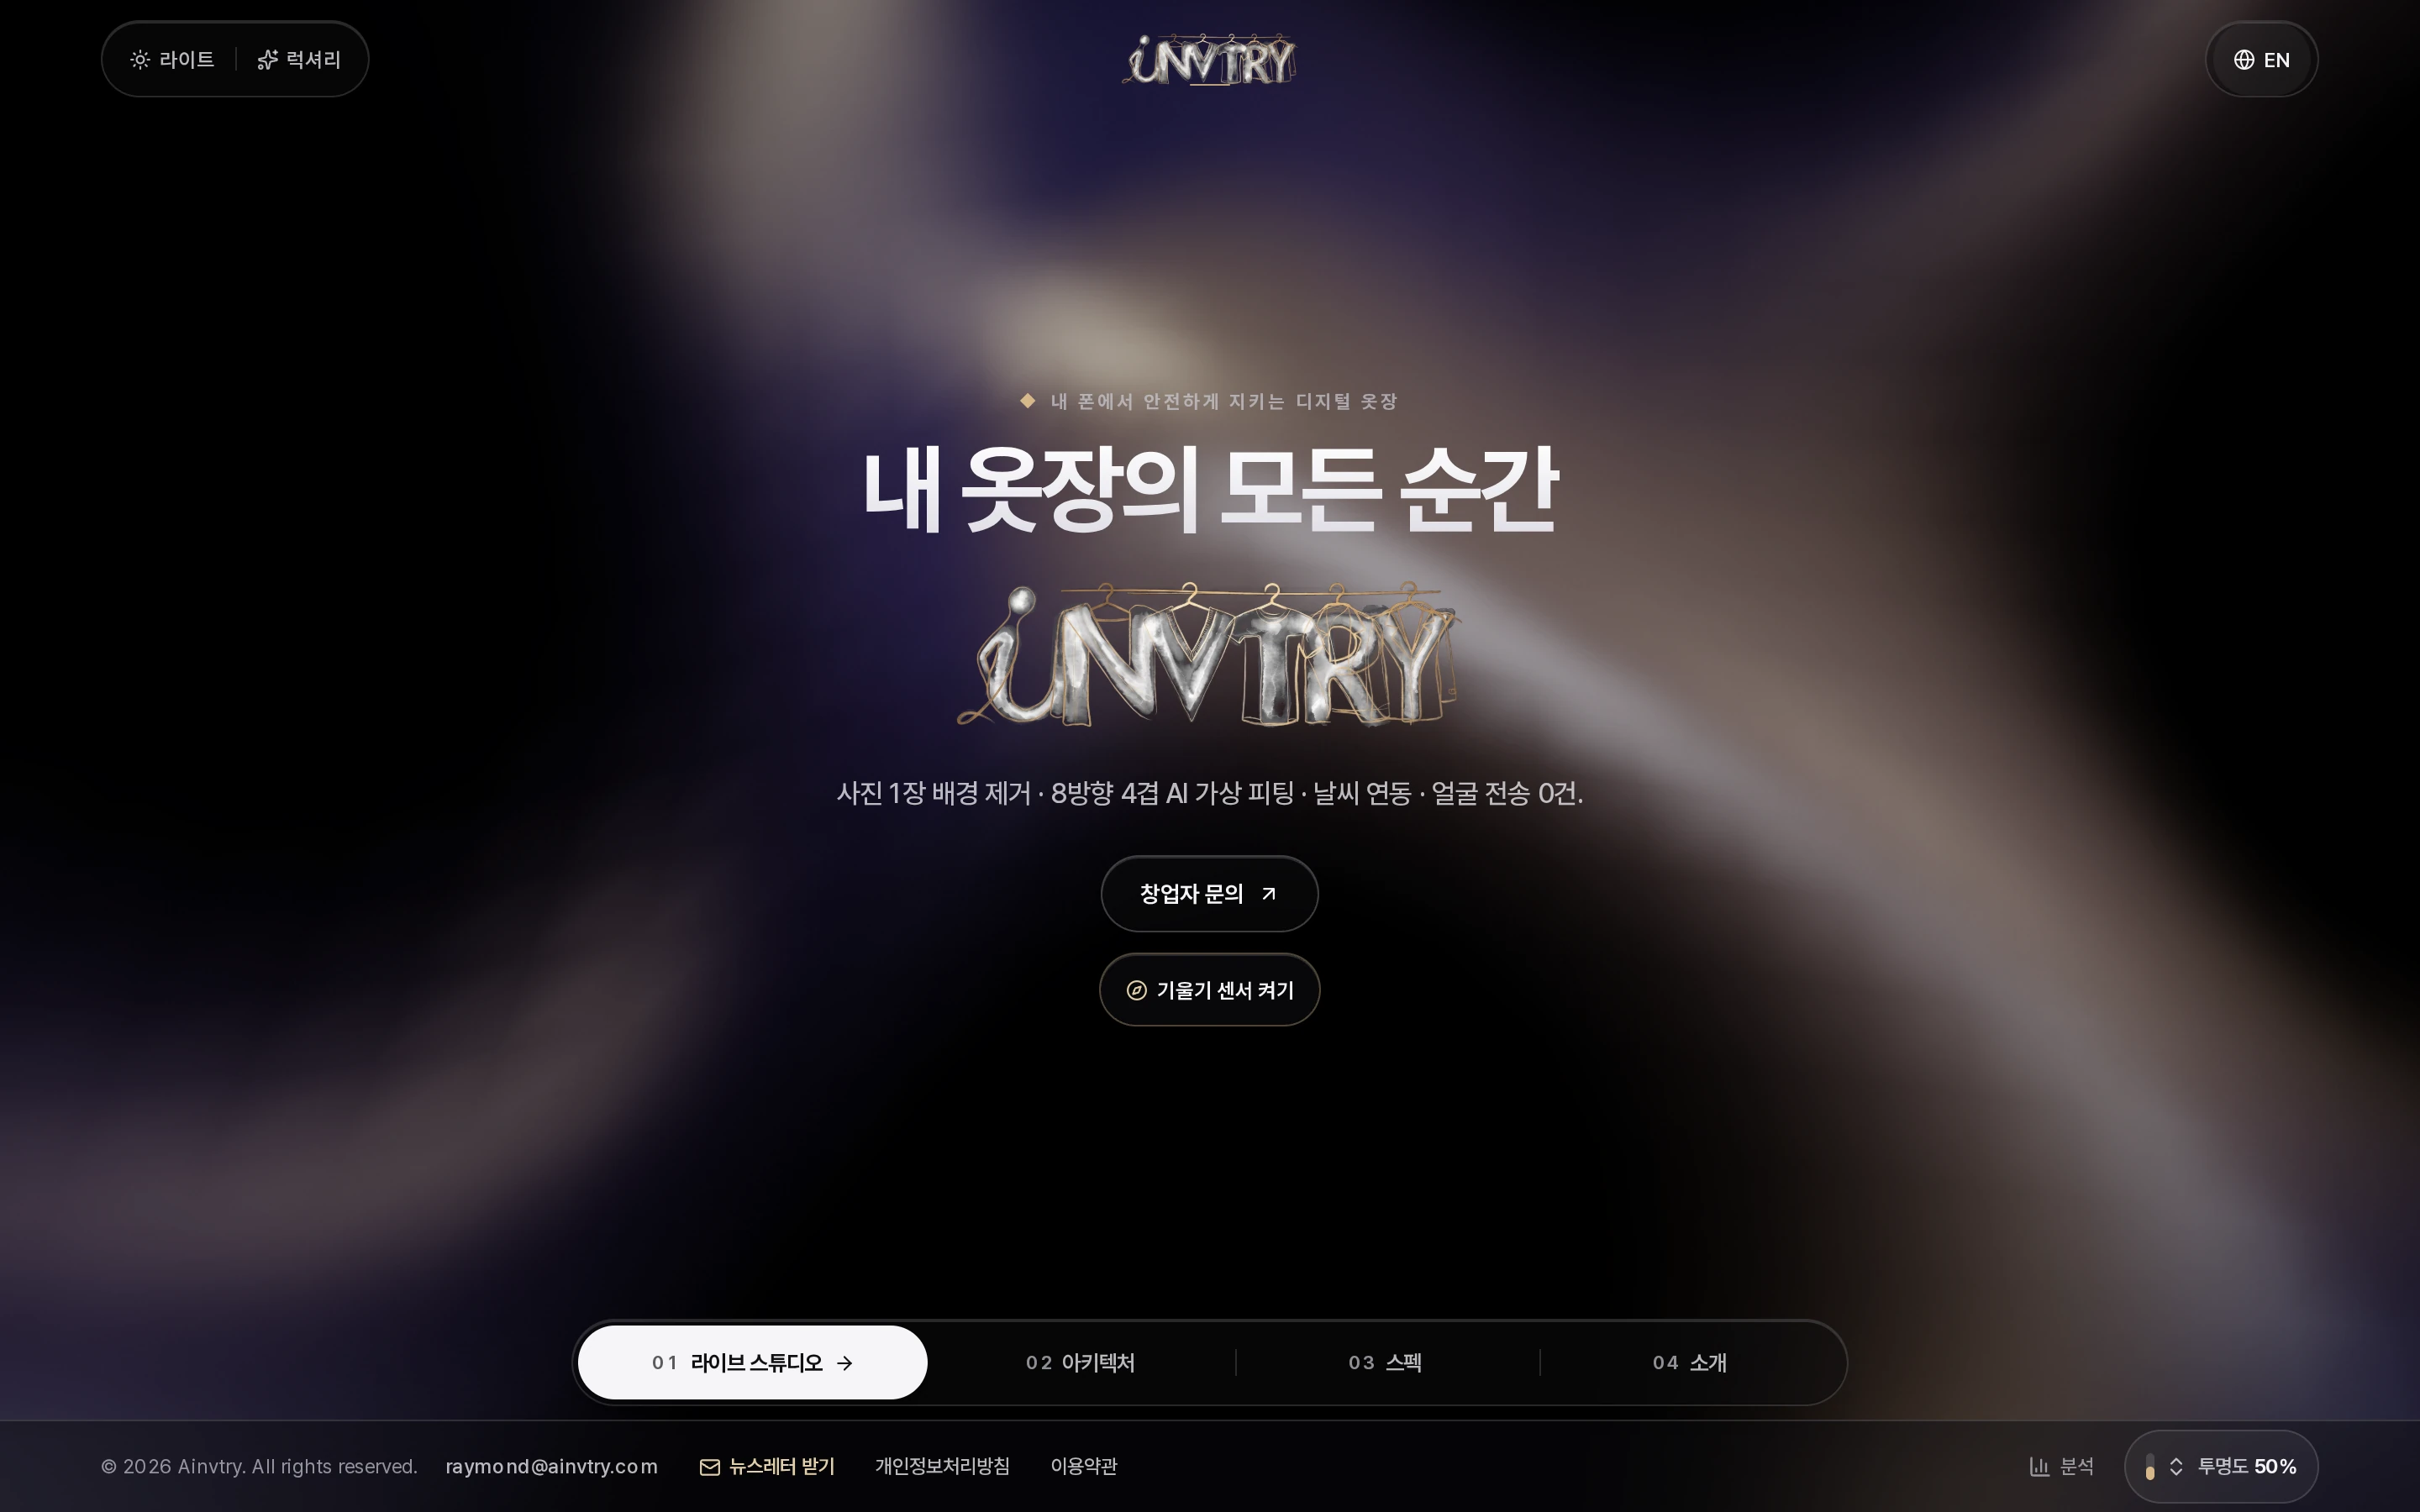 라이트 럭셔리
iNVTRY
EN
내 폰에서 안전하게 지키는 디지털 옷장
내 옷장의 모든 순간
iNVTRY
사진 1장 배경 제거 · 8방향 4겹 AI 가상 피팅 · 날씨 연동 · 얼굴 전송 0건.
창업자 문의
기울기 센서 켜기
01 라이브 스튜디오 02 아키텍처 03 스펙 04 소개
© 2026 Ainvtry. All rights reserved. raymond@ainvtry.com 뉴스레터 받기 개인정보처리방침 이용약관 분석 투명도 50%